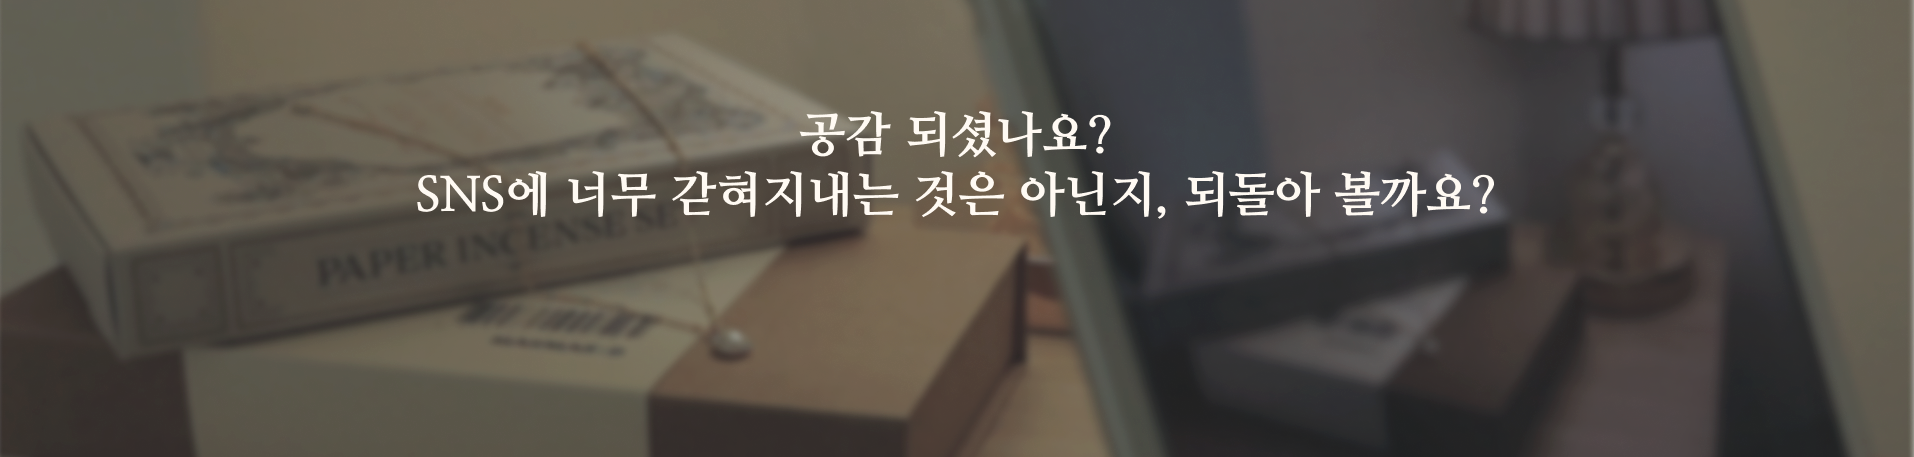 공감 되셨나요?
SNS에 너무 갇혀지내는 것은 아닌지, 되돌아 볼까요?
PAPER INCENSE